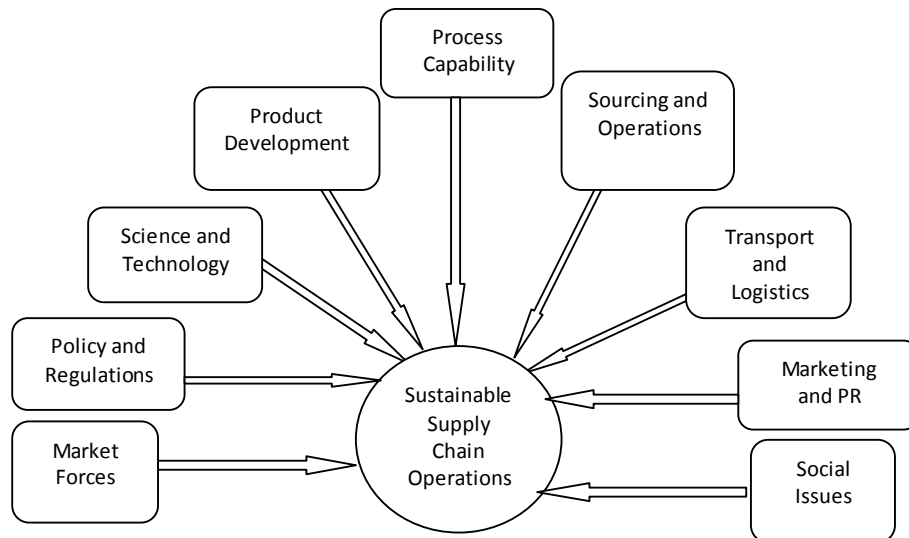 Process
Capability
Sourcing and
Operations
Product
Development
Science and
Technology
Transport
and
Logistics
Policy and
Regulations
Marketing
and PR
Sustainable
Supply
Chain
Operations
Market
Forces
Social
Issues